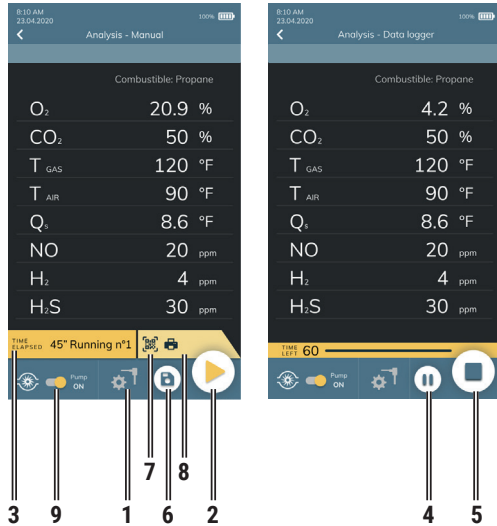 8:10 AM
23.04.2020
100%
Analysis - Manual
Combustible: Propane
O₂ 20.9 %
CO₂ 50 %
T GAS 120 °F
T AIR 90 °F
Qs 8.6 °F
NO 20 ppm
H₂ 4 ppm
H₂S 30 ppm
TIME ELAPSED 45" Running n°1
Pump ON
3 9 1 7 6 8 2
8:10 AM
23.04.2020
100%
Analysis - Data logger
Combustible: Propane
O₂ 4.2 %
CO₂ 50 %
T GAS 120 °F
T AIR 90 °F
Qs 8.6 °F
NO 20 ppm
H₂ 4 ppm
H₂S 30 ppm
TIME LEFT 60
Pump ON
4 5